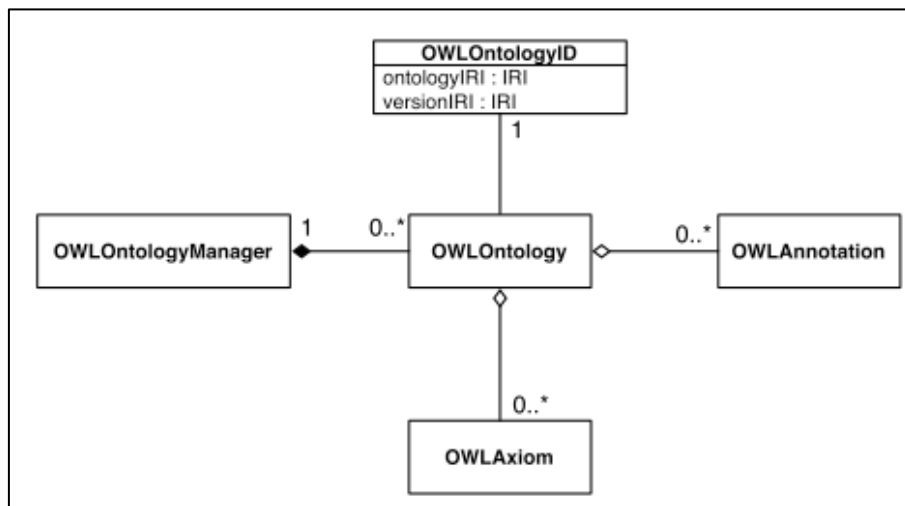 OWLOntologyID
ontologyIRI : IRI
versionIRI : IRI
1
OWLOntologyManager
1
0..*
OWLOntology
0..*
OWLAnnotation
0..*
OWLAxiom